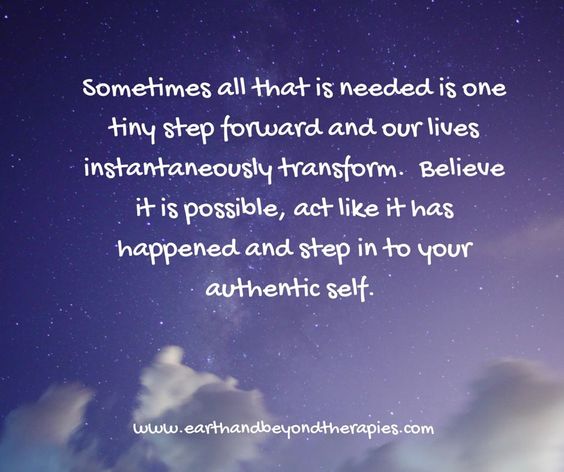 Sometimes all that is needed is one
tiny step forward and our lives
instantaneously transform. Believe
it is possible, act like it has
happened and step in to your
authentic self.
www.earthandbeyondtherapies.com